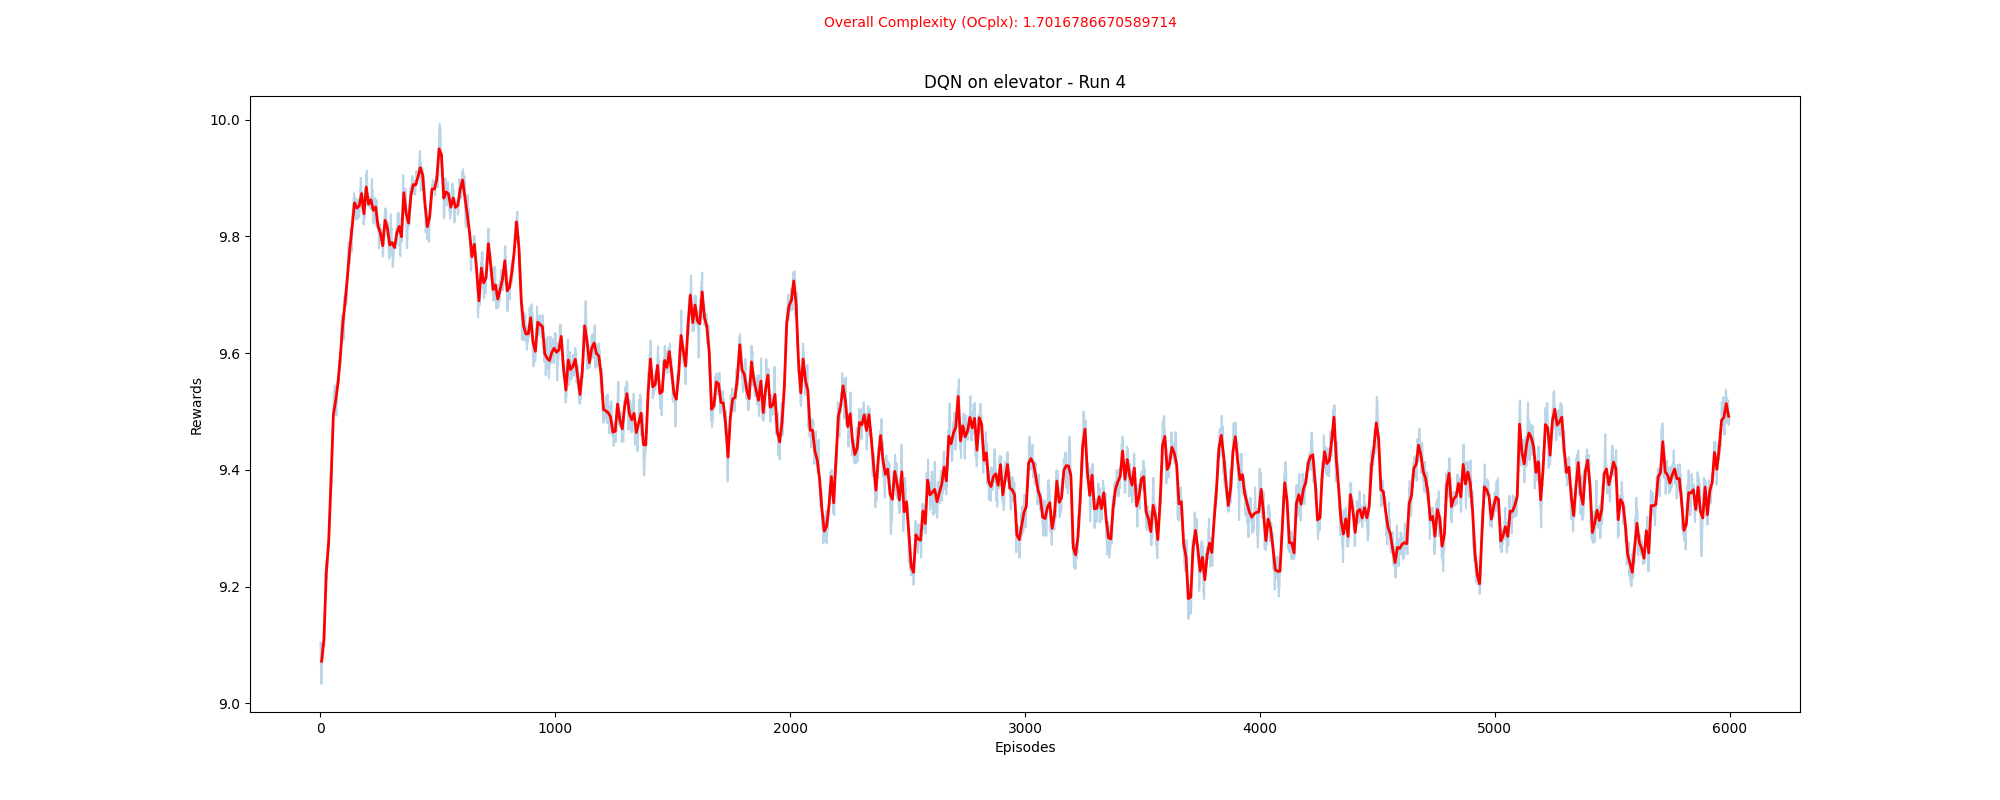 Overall Complexity (OCplx): 1.7016786670589714
DQN on elevator - Run 4
10.0
9.8
9.6
9.4
9.2
9.0
Rewards
0 1000 2000 3000 4000 5000 6000
Episodes